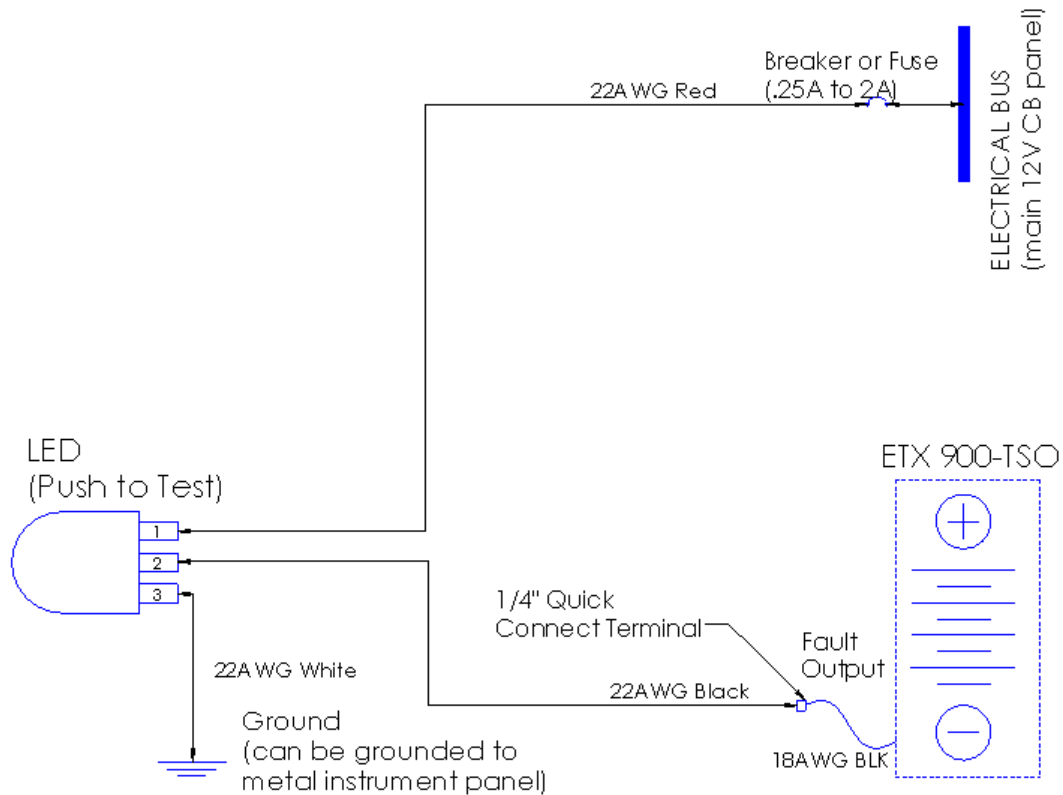 Breaker or Fuse
(.25A to 2A)
22AWG Red
ELECTRICAL BUS
(main 12V CB panel)
LED
(Push to Test)
1
2
3
ETX 900-TSO
1/4" Quick
Connect Terminal
Fault
Output
22AWG White
22AWG Black
18AWG BLK
Ground
(can be grounded to
metal instrument panel)